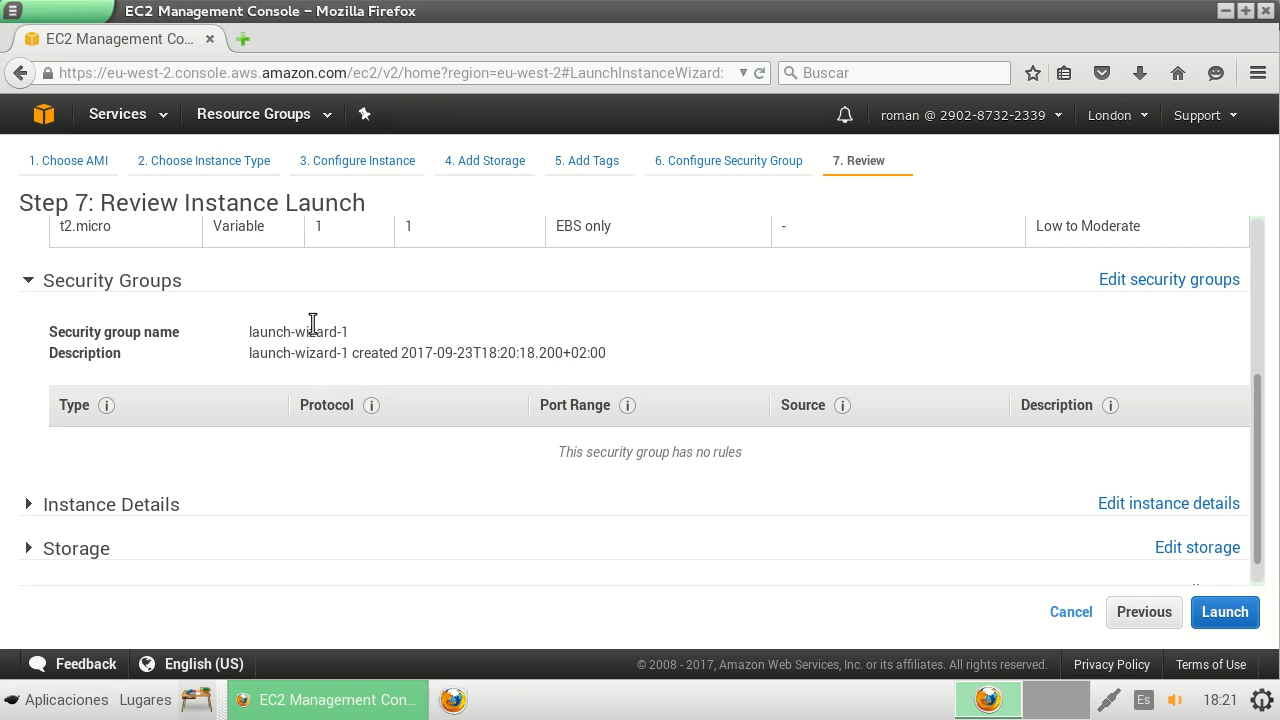 EC2 Management Console – Mozilla Firefox
EC2 Management Co...
https://eu-west-2.console.aws.amazon.com/ec2/v2/home?region=eu-west-2#LaunchInstanceWizard:
Buscar
Services
Resource Groups
roman @ 2902-8732-2339
London
Support
1. Choose AMI
2. Choose Instance Type
3. Configure Instance
4. Add Storage
5. Add Tags
6. Configure Security Group
7. Review
Step 7: Review Instance Launch
t2.micro Variable 1 1 EBS only - Low to Moderate
Security Groups
Edit security groups
Security group name launch-wizard-1
Description launch-wizard-1 created 2017-09-23T18:20:18.200+02:00
Type Protocol Port Range Source Description
This security group has no rules
Instance Details
Edit instance details
Storage
Edit storage
Cancel Previous Launch
Feedback
English (US)
© 2008 - 2017, Amazon Web Services, Inc. or its affiliates. All rights reserved.
Privacy Policy
Terms of Use
Aplicaciones Lugares
EC2 Management Con...
Es
18:21